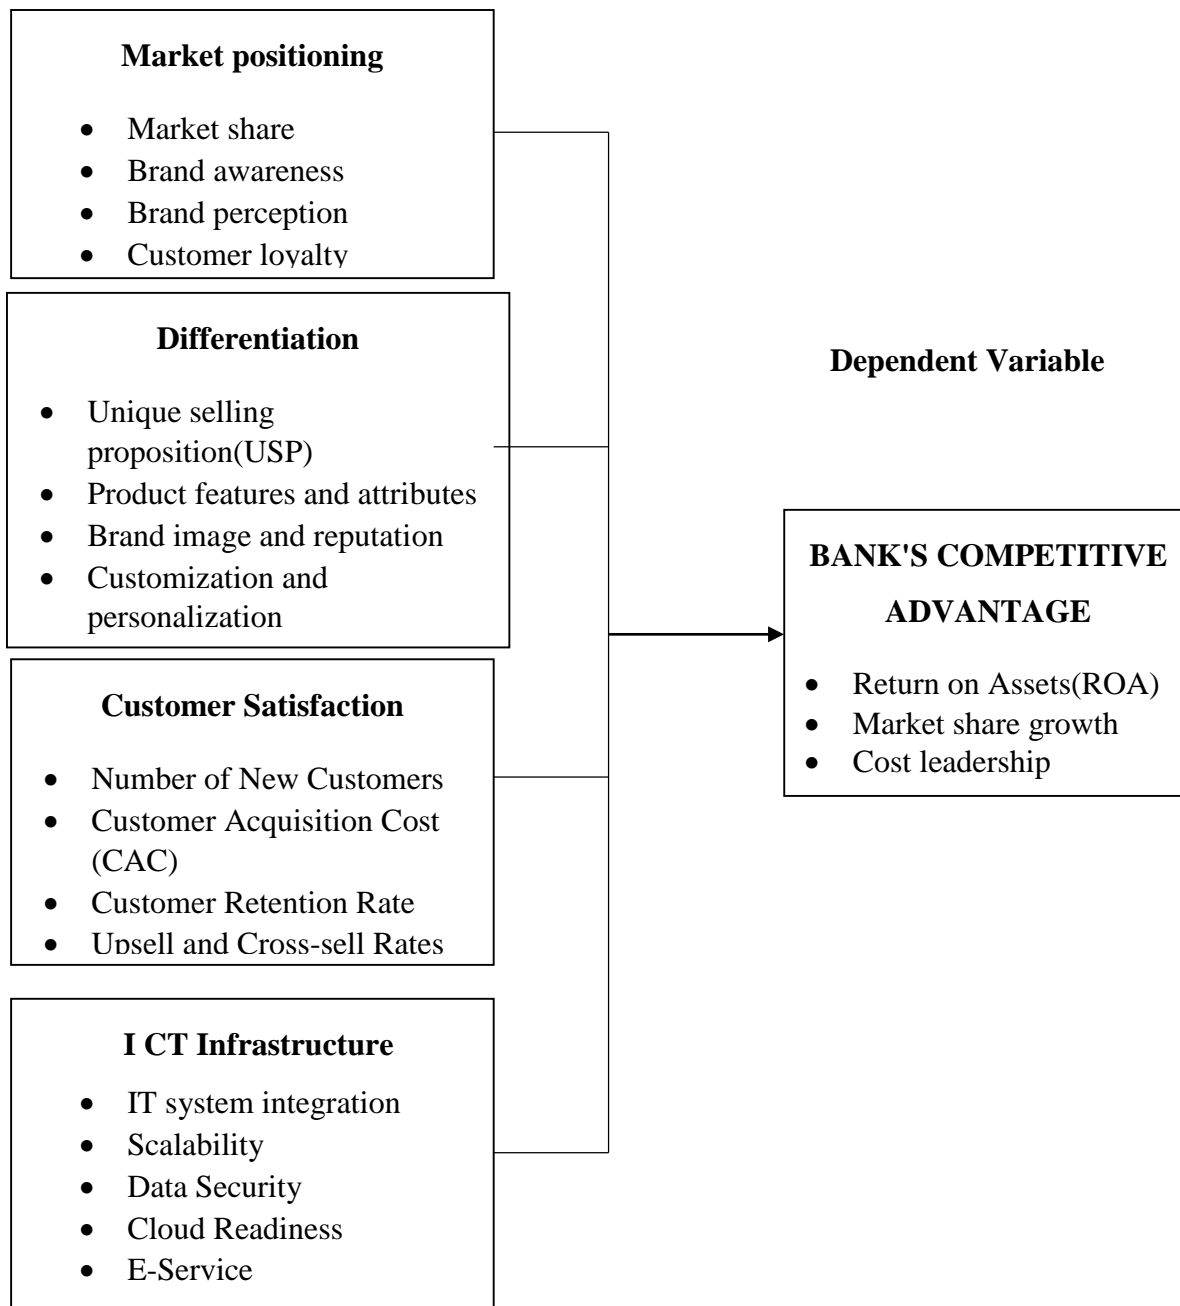 Market positioning
• Market share
• Brand awareness
• Brand perception
• Customer loyalty
Differentiation
• Unique selling
proposition(USP)
• Product features and attributes
• Brand image and reputation
• Customization and
personalization
Customer Satisfaction
• Number of New Customers
• Customer Acquisition Cost
(CAC)
• Customer Retention Rate
• Upsell and Cross-sell Rates
I CT Infrastructure
• IT system integration
• Scalability
• Data Security
• Cloud Readiness
• E-Service
Dependent Variable
BANK'S COMPETITIVE
ADVANTAGE
• Return on Assets(ROA)
• Market share growth
• Cost leadership